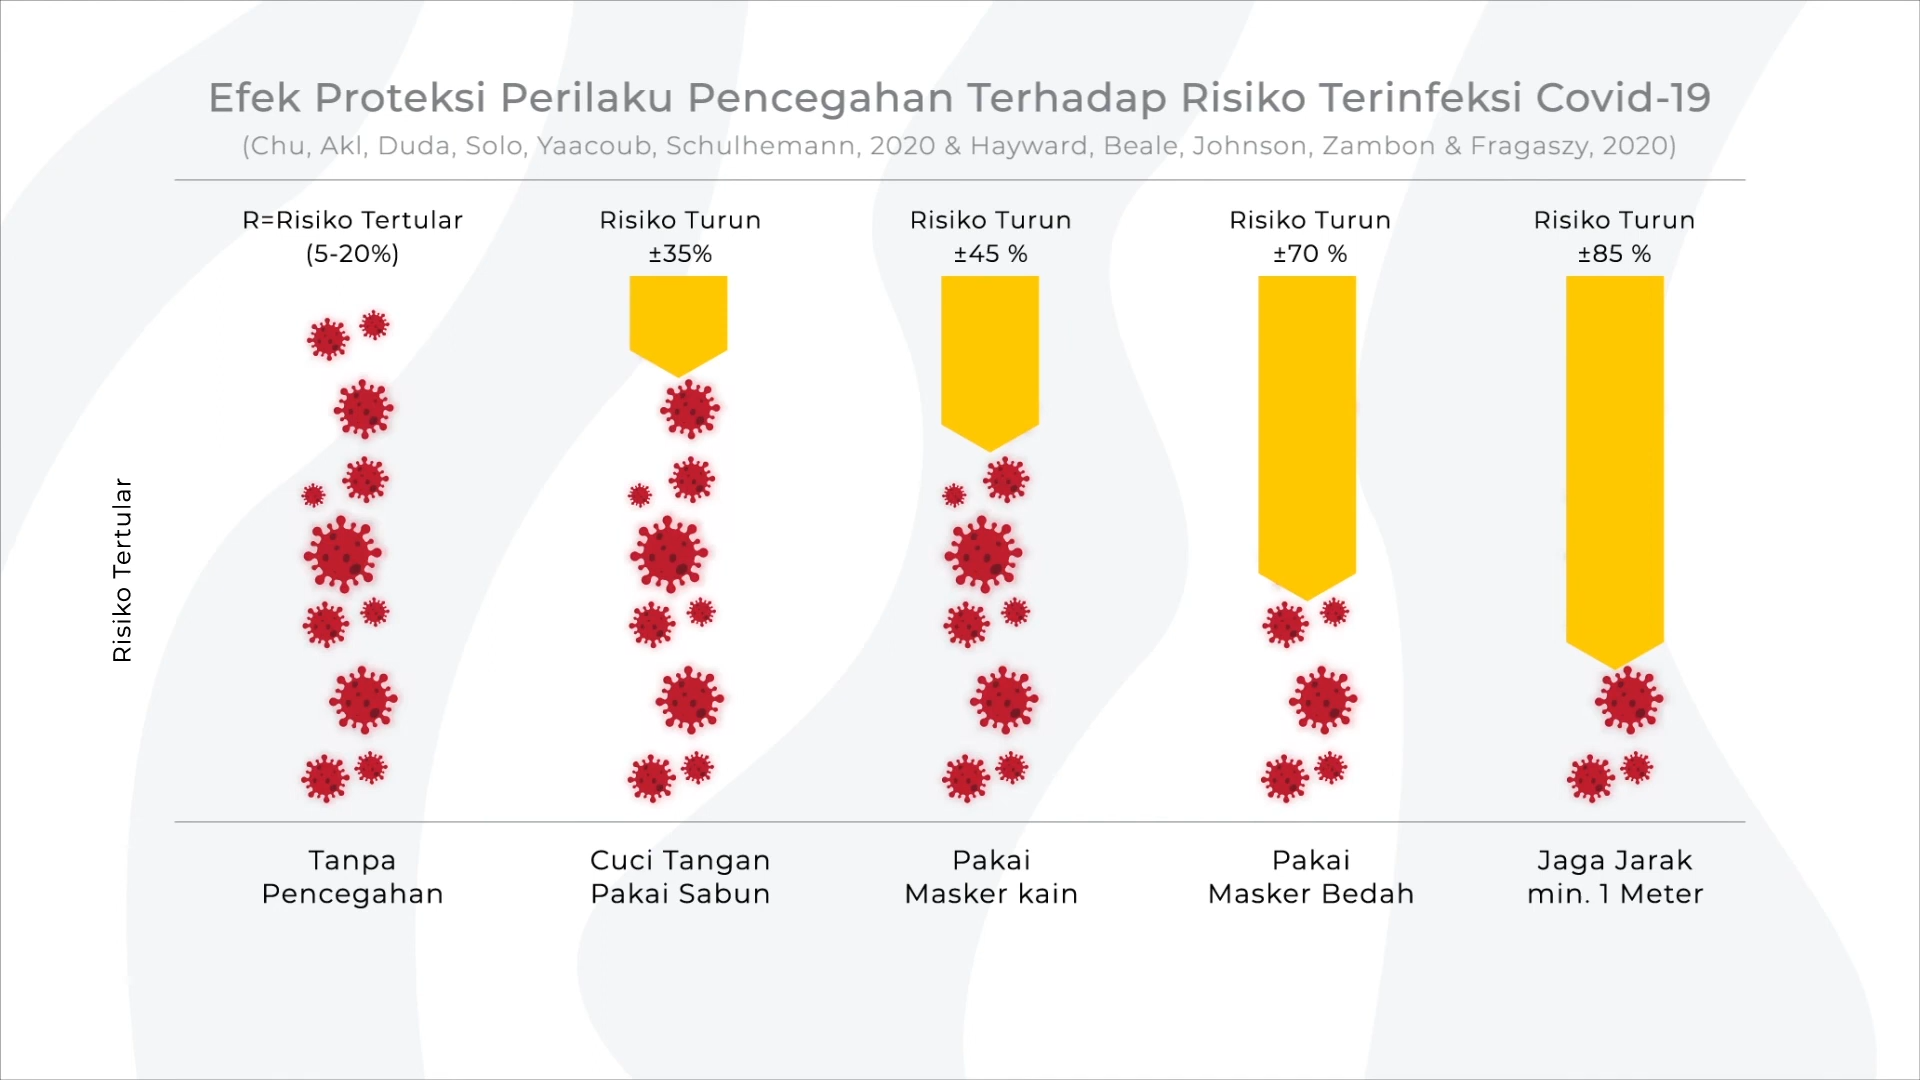 Efek Proteksi Perilaku Pencegahan Terhadap Risiko Terinfeksi Covid-19
(Chu, Akl, Duda, Solo, Yaacoub, Schulhemann, 2020 & Hayward, Beale, Johnson, Zambon & Fragaszy, 2020)
R=Risiko Tertular
(5-20%)
Risiko Turun
±35%
Risiko Turun
±45 %
Risiko Turun
±70 %
Risiko Turun
±85 %
Risiko Tertular
Tanpa
Pencegahan
Cuci Tangan
Pakai Sabun
Pakai
Masker kain
Pakai
Masker Bedah
Jaga Jarak
min. 1 Meter